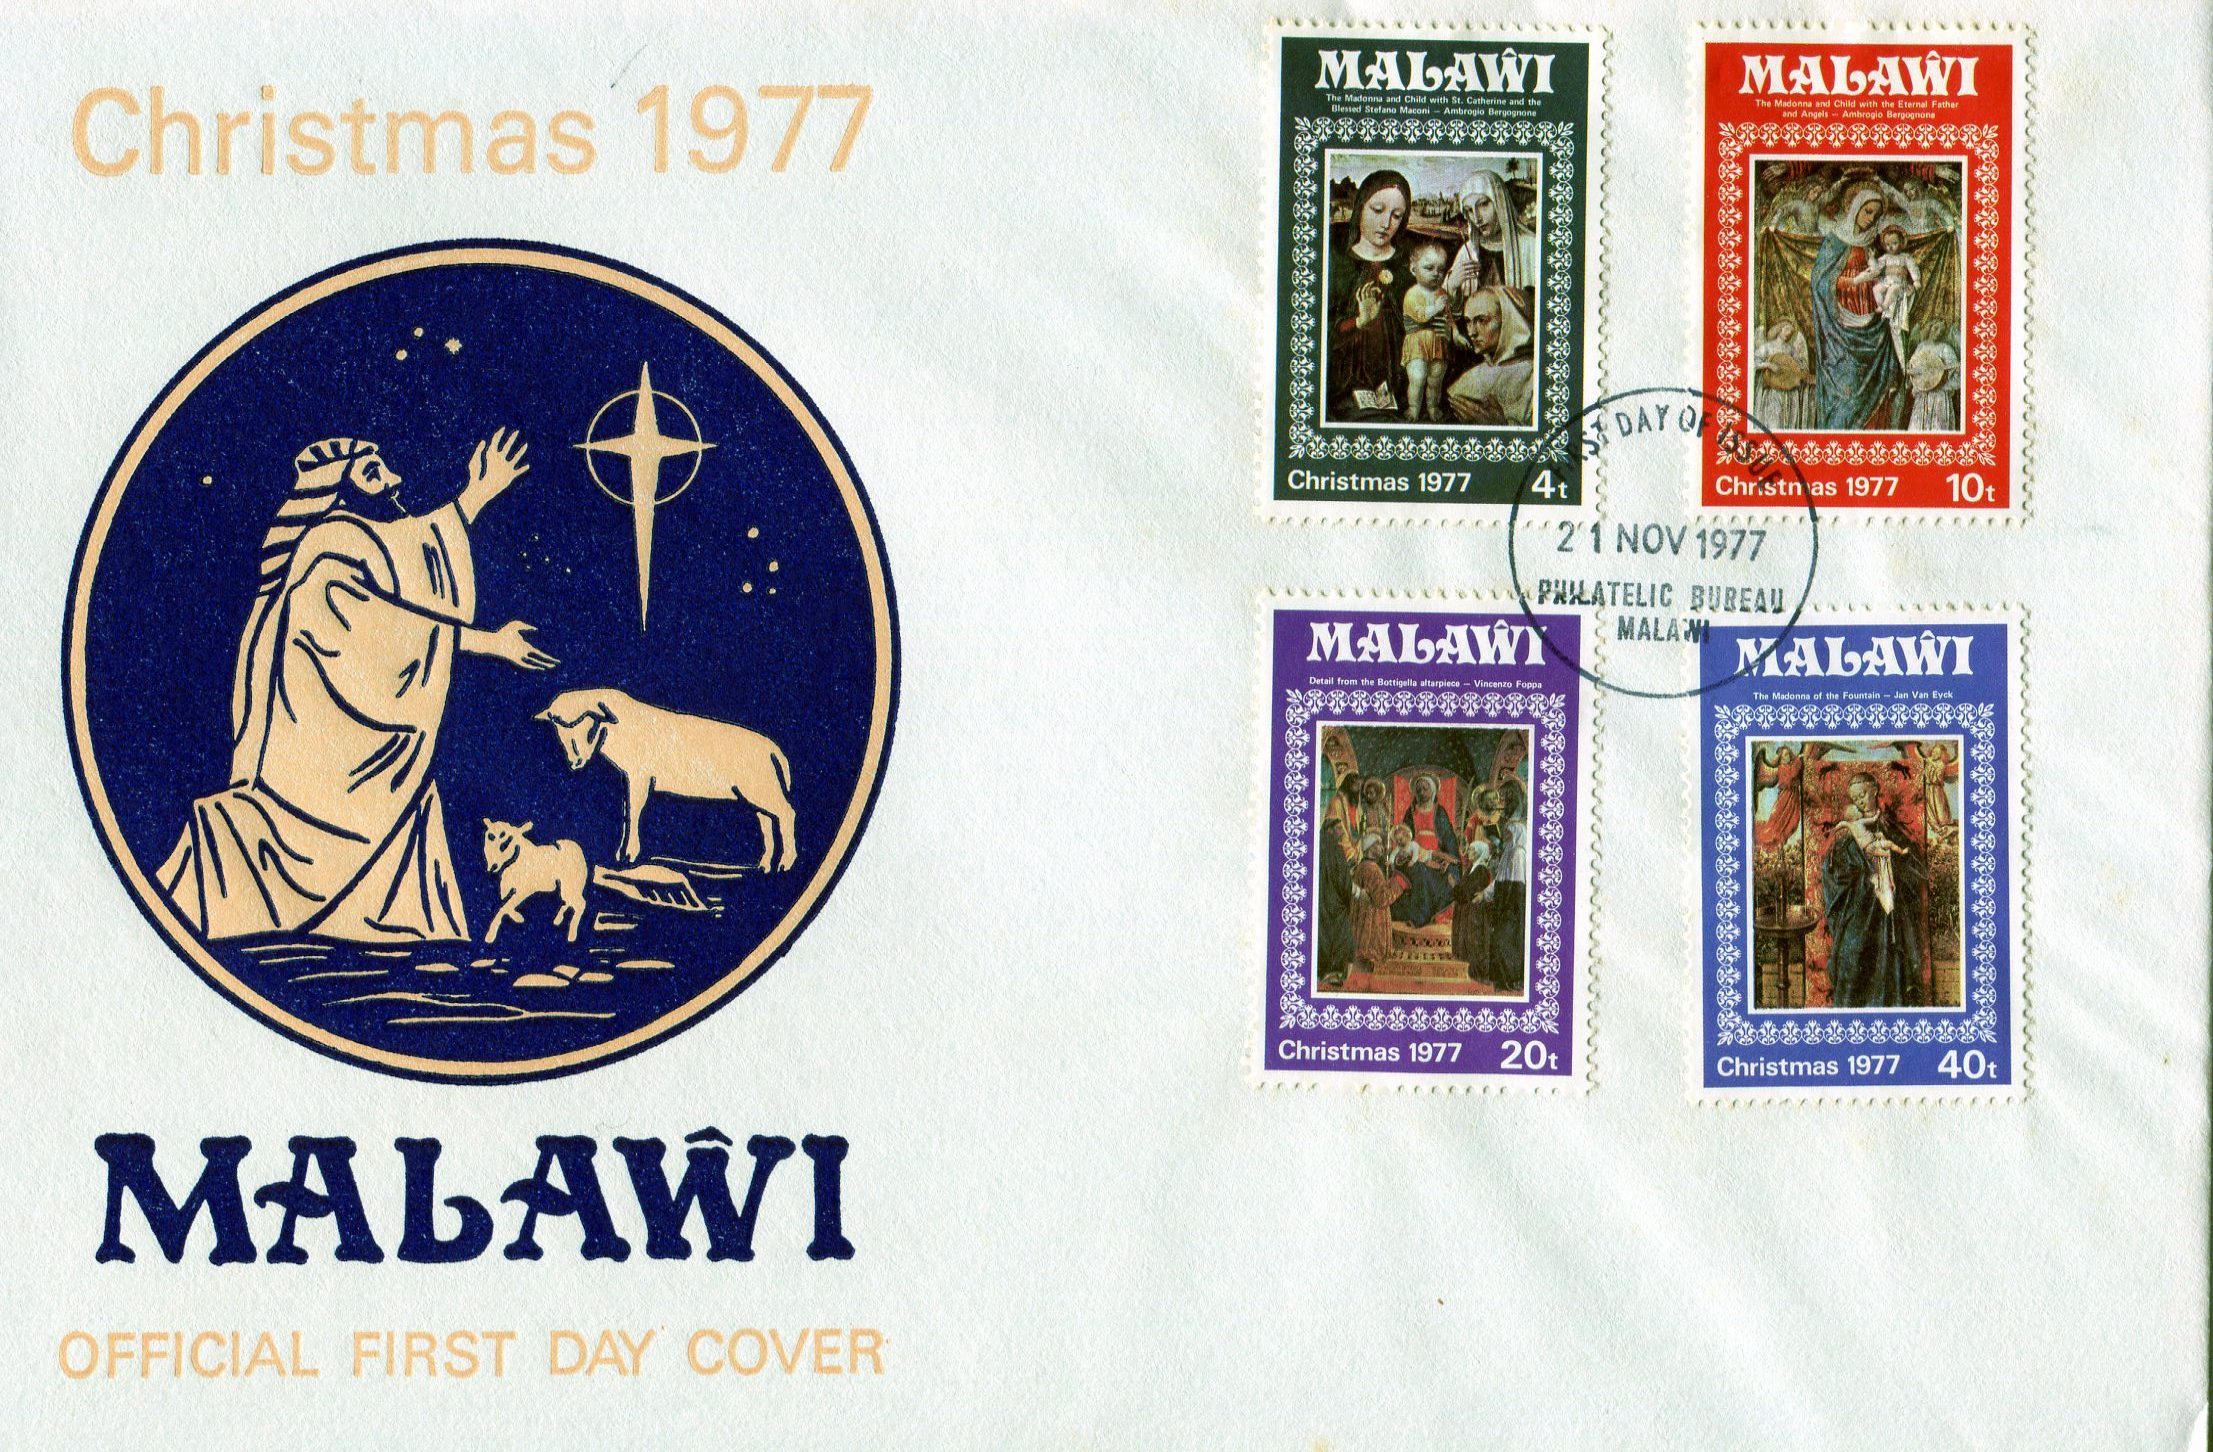 Christmas 1977
MALAŴI
OFFICIAL FIRST DAY COVER
MALAŴI
The Madonna and Child with St. Catherine and the
Blessed Stefano Maconi — Ambrogio Bergognone
Christmas 1977 4t
MALAŴI
The Madonna and Child with the Eternal Father
and Angels — Ambrogio Bergognone
Christmas 1977 10t
FIRST DAY OF ISSUE
21 NOV 1977
PHILATELIC BUREAU
MALAWI
MALAŴI
Detail from the Bottigella altarpiece — Vincenzo Foppa
Christmas 1977 20t
MALAŴI
The Madonna of the Fountain — Jan Van Eyck
Christmas 1977 40t